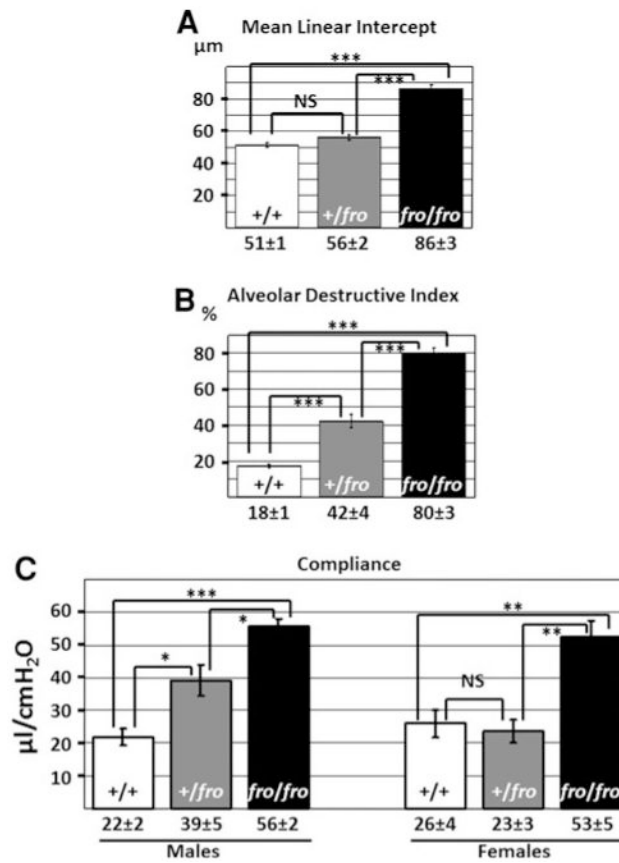 A Mean Linear Intercept
μm
***
***
NS
80
60
40
20
+/+ +/fro fro/fro
51±1 56±2 86±3
B Alveolar Destructive Index
%
***
***
***
80
60
40
20
+/+ +/fro fro/fro
18±1 42±4 80±3
C Compliance
μl/cmH₂O
60
50
40
30
20
10
***
*
*
**
**
NS
+/+ +/fro fro/fro +/+ +/fro fro/fro
22±2 39±5 56±2 26±4 23±3 53±5
Males Females